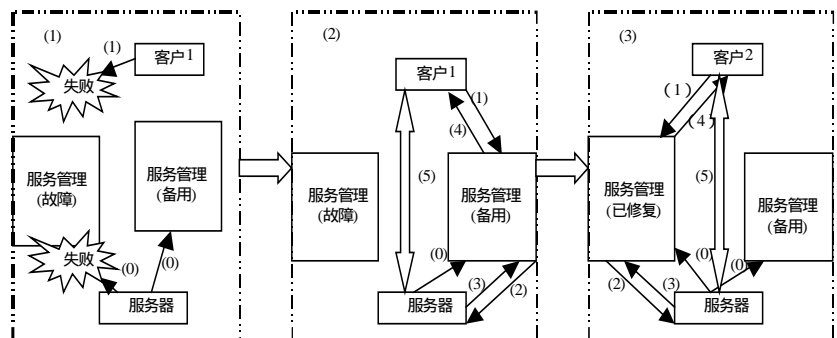 (1)
(1)
客户1
失败
服务管理
(故障)
服务管理
(备用)
失败
(0)
(0)
服务器
(2)
客户1
(1)
(4)
服务管理
(故障)
(5)
服务管理
(备用)
(0)
(3)
(2)
服务器
(3)
客户2
(1)
(4)
服务管理
(已修复)
(5)
服务管理
(备用)
(0)
(0)
(2)
(3)
服务器